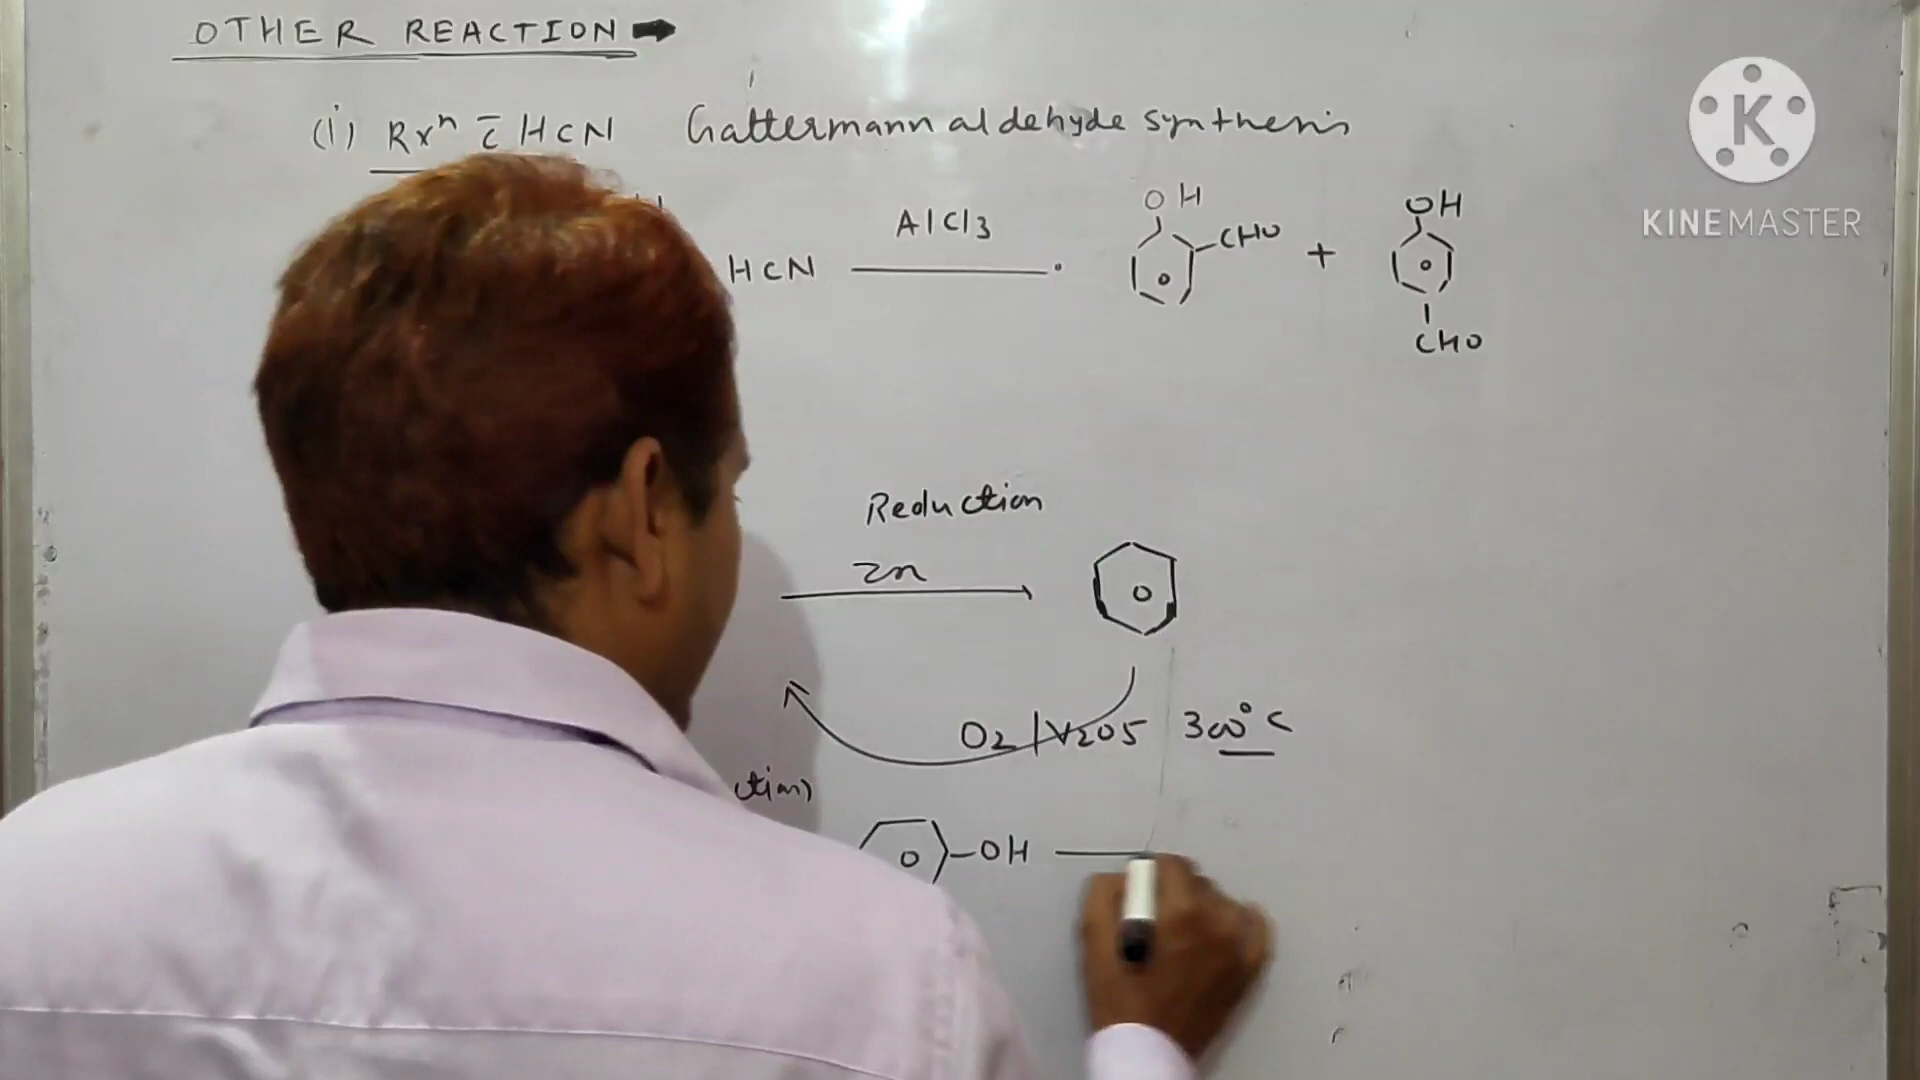 OTHER REACTION ➡
(i) Rxⁿ c̄ HCN Gattermann aldehyde synthesis
HCN AlCl3 OH CHO + OH CHO
Reduction
Zn
O2/V2O5 300°C
OH
KINEMASTER